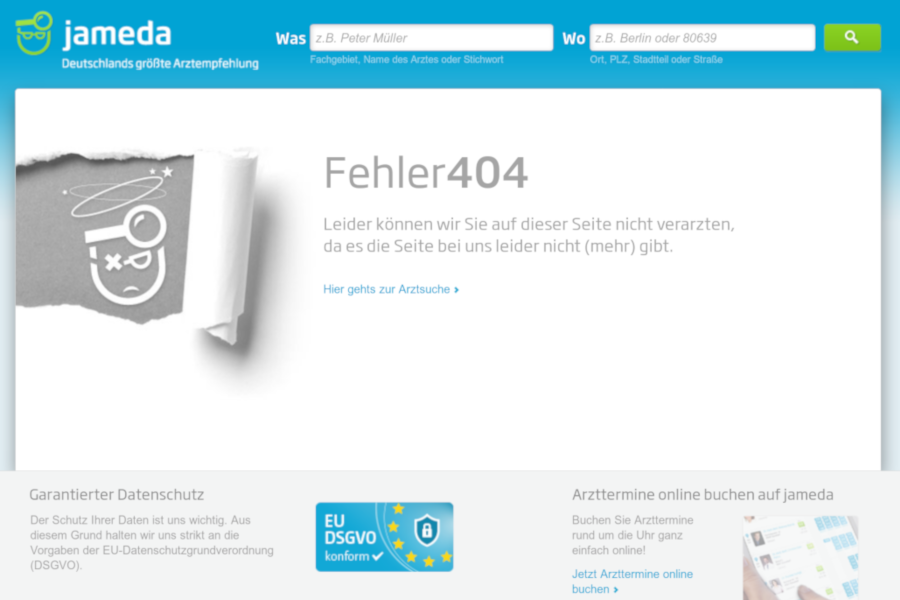 jameda
Deutschlands größte Arztempfehlung
Was
z.B. Peter Müller
Fachgebiet, Name des Arztes oder Stichwort
Wo
z.B. Berlin oder 80639
Ort, PLZ, Stadtteil oder Straße
Fehler404
Leider können wir Sie auf dieser Seite nicht verarzten,
da es die Seite bei uns leider nicht (mehr) gibt.
Hier gehts zur Arztsuche
Garantierter Datenschutz
Der Schutz Ihrer Daten ist uns wichtig. Aus
diesem Grund halten wir uns strikt an die
Vorgaben der EU-Datenschutzgrundverordnung
(DSGVO).
EU
DSGVO
konform
Arzttermine online buchen auf jameda
Buchen Sie Arzttermine
rund um die Uhr ganz
einfach online!
Jetzt Arzttermine online
buchen